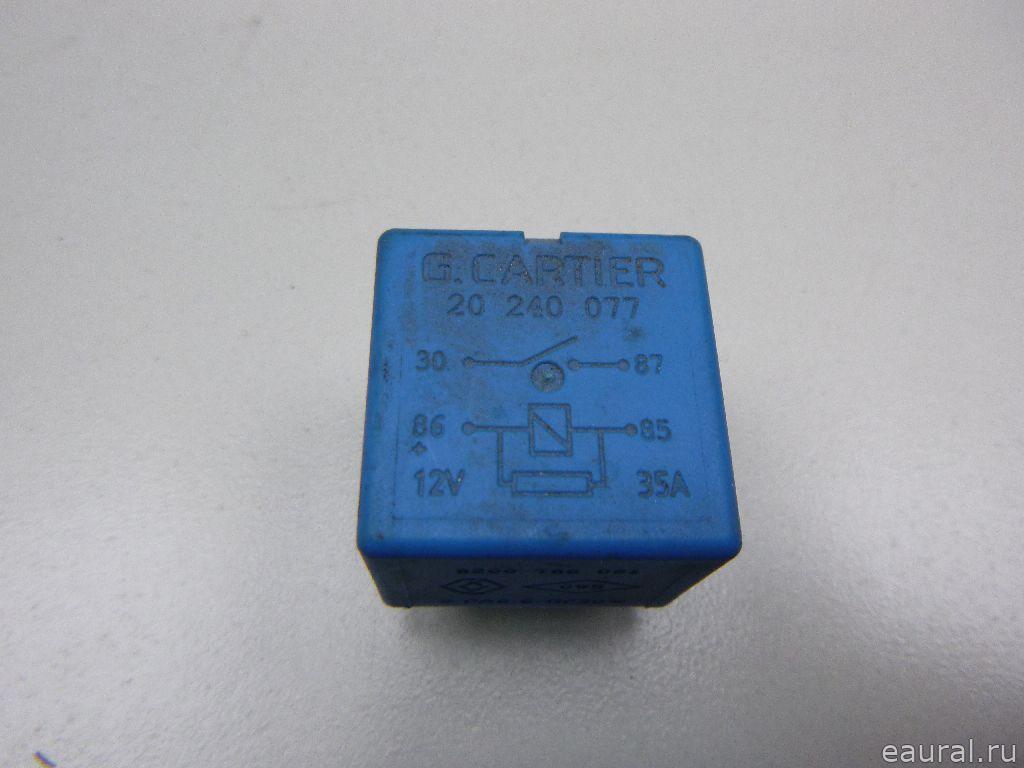 G. CARTIER
20 240 077
30 87
86 85
+
12V 35A
eaural.ru